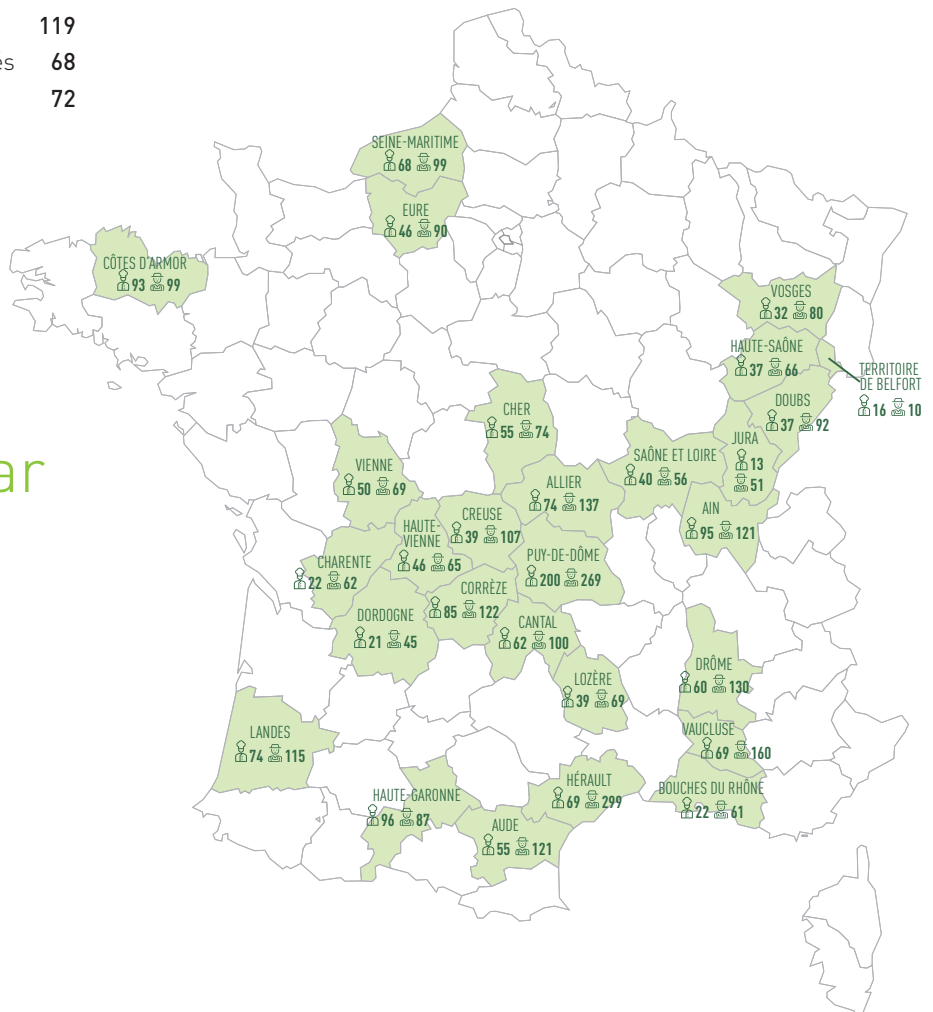 119
és 68
72
SEINE-MARITIME
68 99
EURE
46 90
CÔTES D'ARMOR
93 99
VOSGES
32 80
HAUTE-SAÔNE
37 66
TERRITOIRE
DE BELFORT
16 10
DOUBS
37 92
CHER
55 74
JURA
13
51
SAÔNE ET LOIRE
40 56
ar
VIENNE
50 69
ALLIER
74 137
AIN
95 121
CREUSE
39 107
HAUTE-
VIENNE
46 65
PUY-DE-DÔME
200 269
CHARENTE
22 62
CORRÈZE
85 122
DORDOGNE
21 45
CANTAL
62 100
DRÔME
60 130
LOZÈRE
39 69
LANDES
74 115
VAUCLUSE
69 160
HÉRAULT
69 299
BOUCHES DU RHÔNE
22 61
HAUTE-GARONNE
96 87
AUDE
55 121